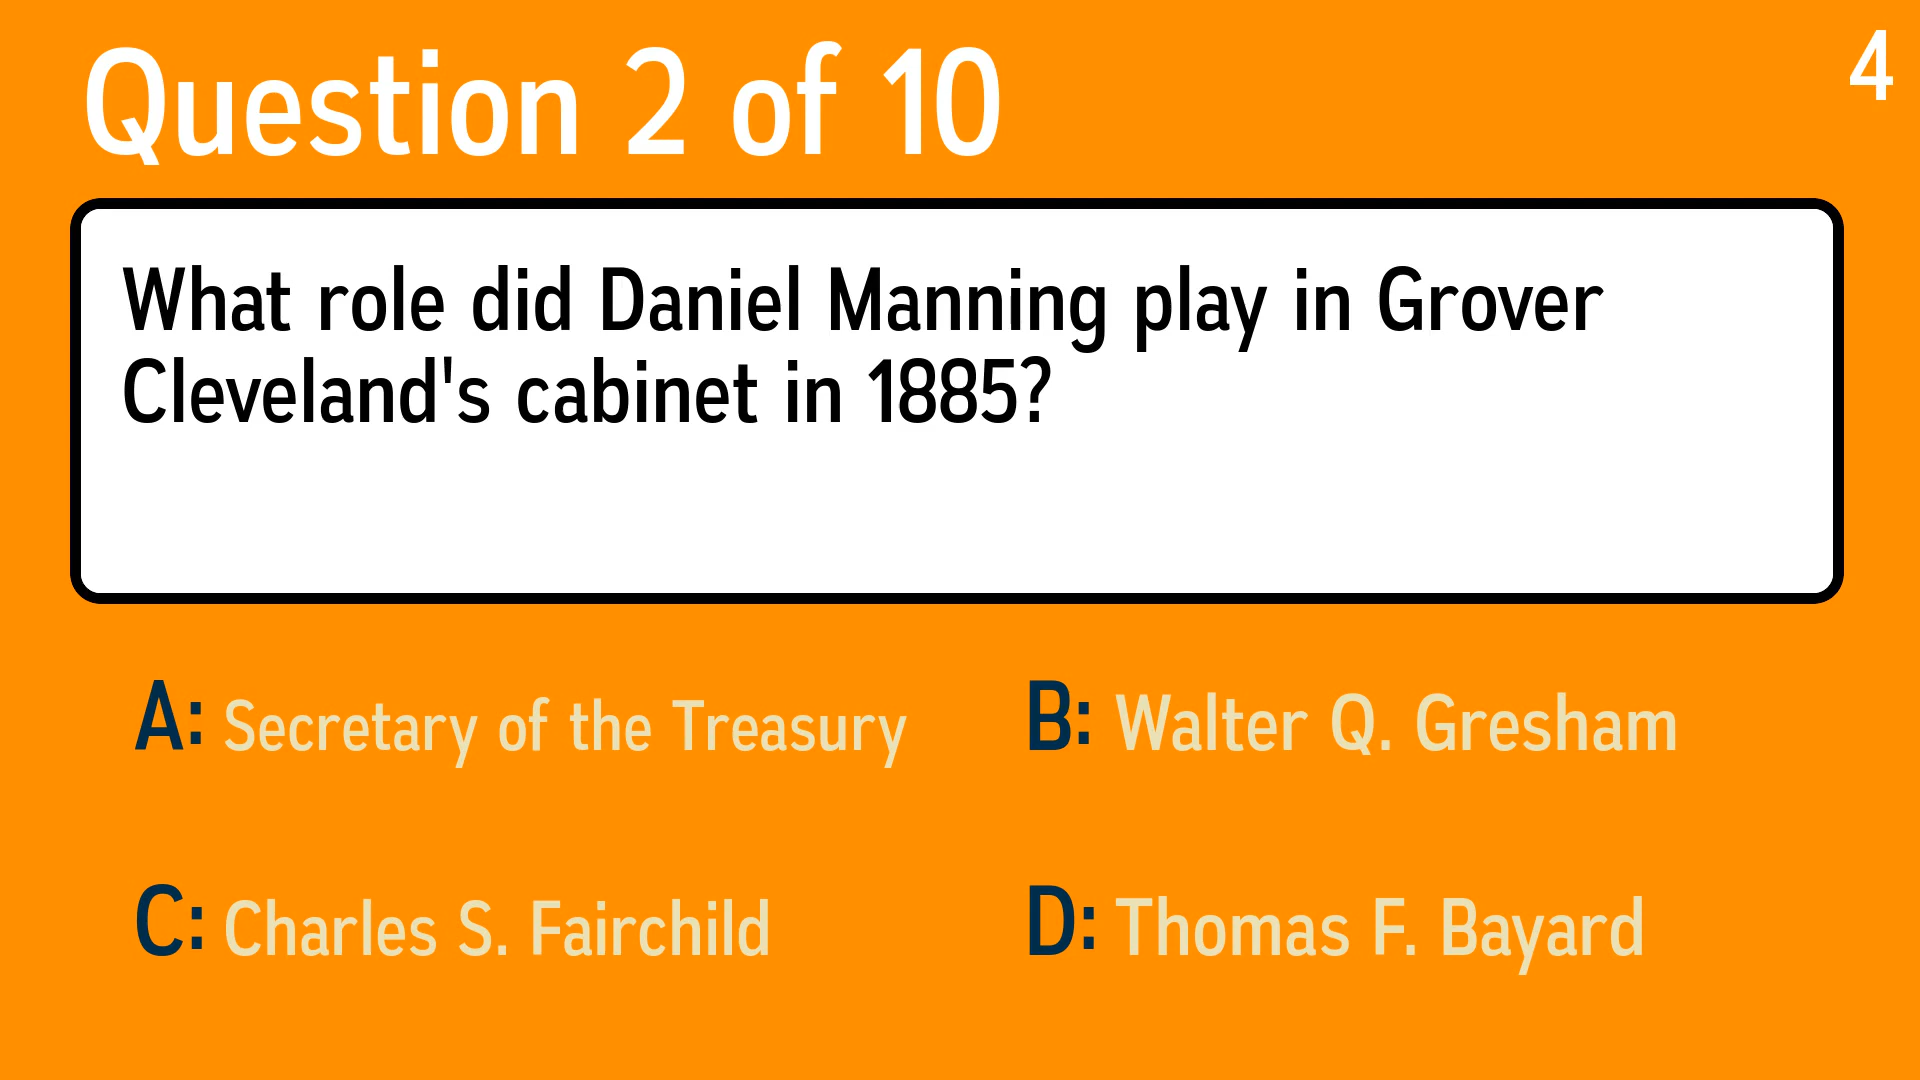 Question 2 of 10
4
What role did Daniel Manning play in Grover
Cleveland's cabinet in 1885?
A: Secretary of the Treasury
B: Walter Q. Gresham
C: Charles S. Fairchild
D: Thomas F. Bayard